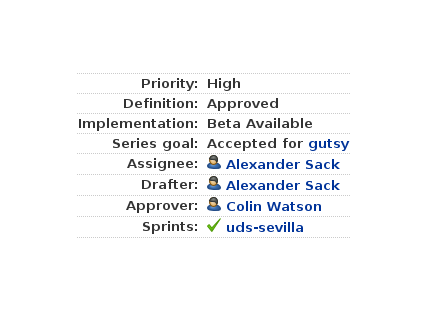 Priority: High
Definition: Approved
Implementation: Beta Available
Series goal: Accepted for gutsy
Assignee: Alexander Sack
Drafter: Alexander Sack
Approver: Colin Watson
Sprints: uds-sevilla